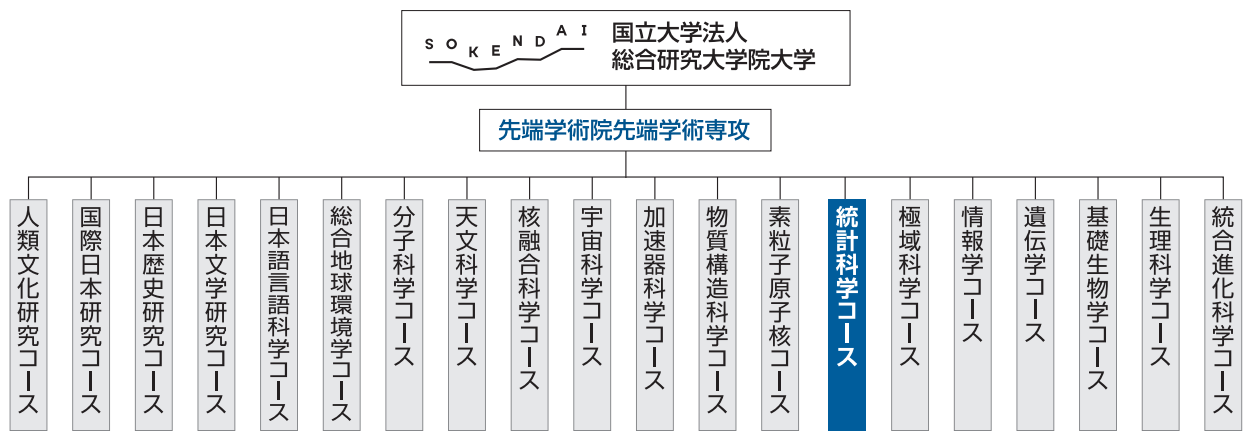 SOKENDAI
国立大学法人
総合研究大学院大学
先端学術院先端学術専攻
人類文化研究コース
国際日本研究コース
日本歴史研究コース
日本文学研究コース
日本語言語科学コース
総合地球環境学コース
分子科学コース
天文科学コース
核融合科学コース
宇宙科学コース
加速器科学コース
物質構造科学コース
素粒子原子核コース
統計科学コース
極域科学コース
情報学コース
遺伝学コース
基礎生物学コース
生理科学コース
統合進化科学コース